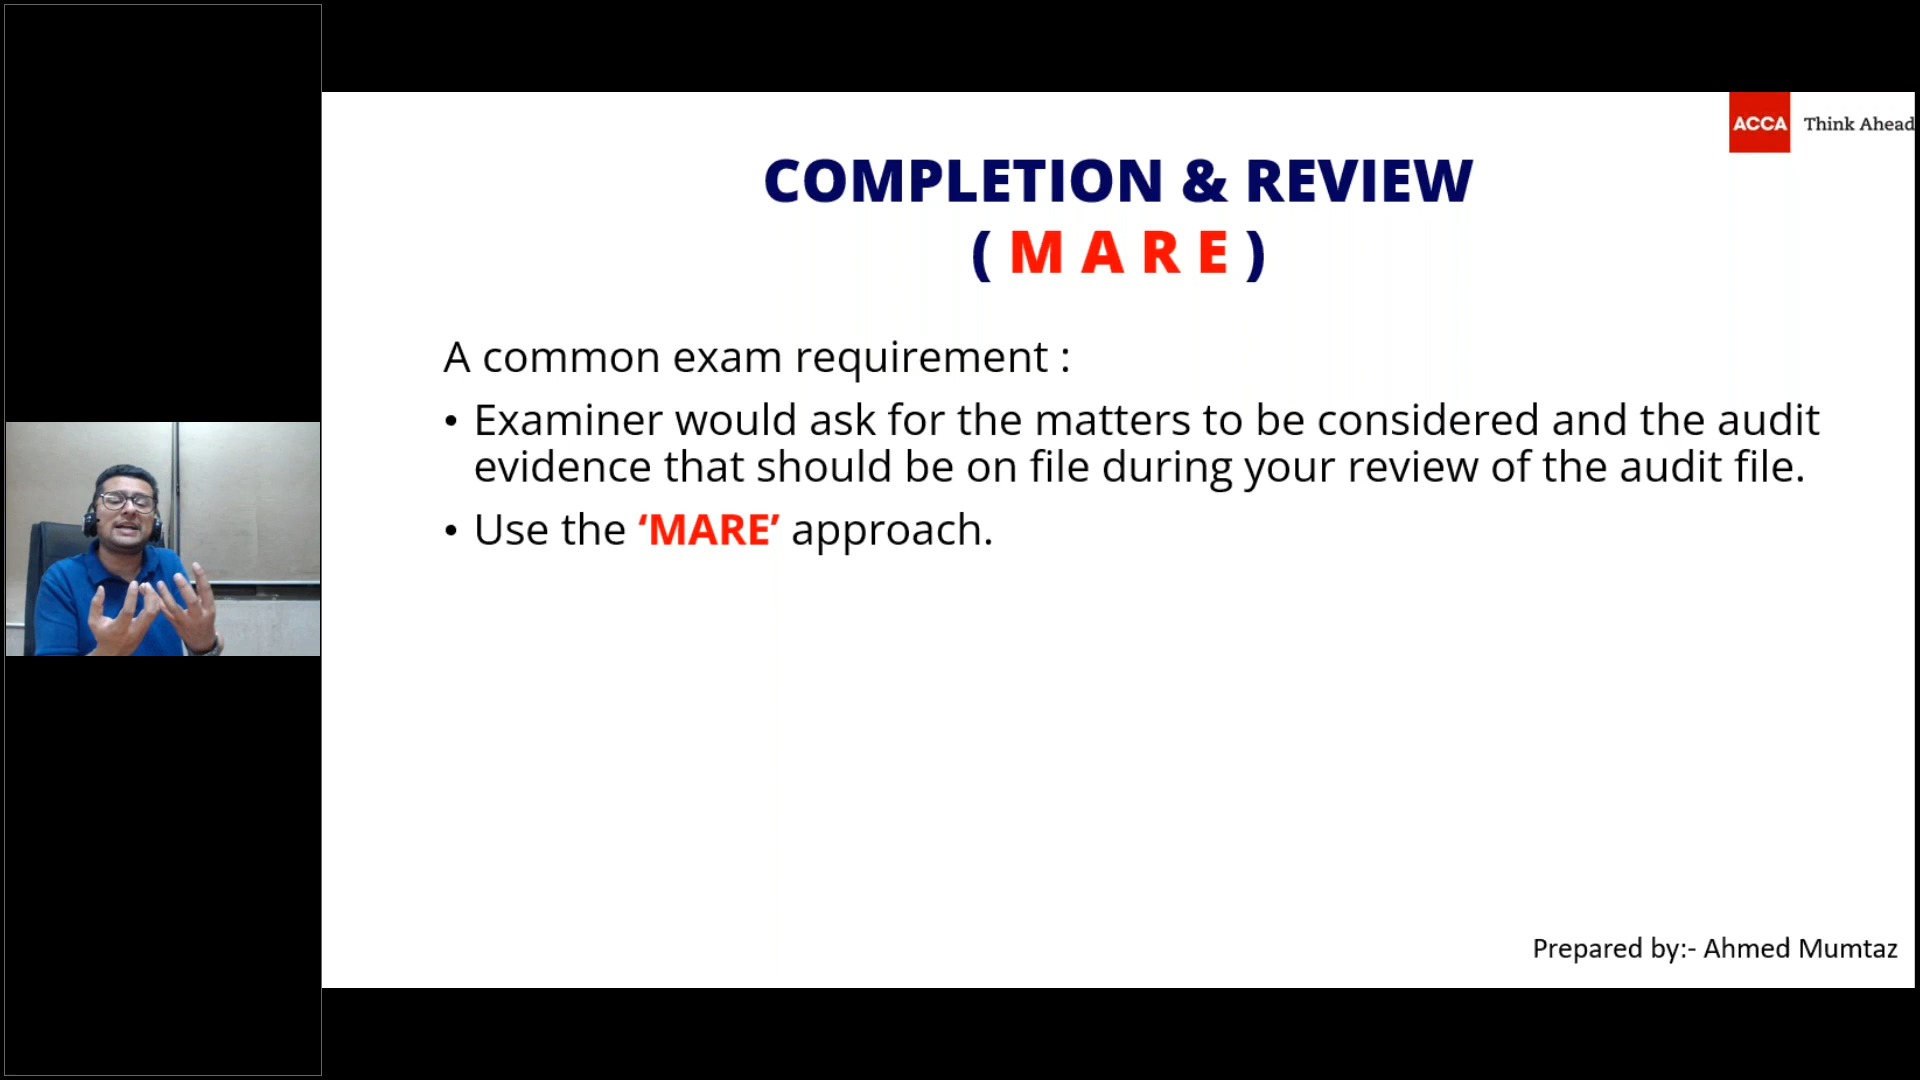 ACCA Think Ahead
COMPLETION & REVIEW
( M A R E )
A common exam requirement :
• Examiner would ask for the matters to be considered and the audit
evidence that should be on file during your review of the audit file.
• Use the ‘MARE’ approach.
Prepared by:- Ahmed Mumtaz